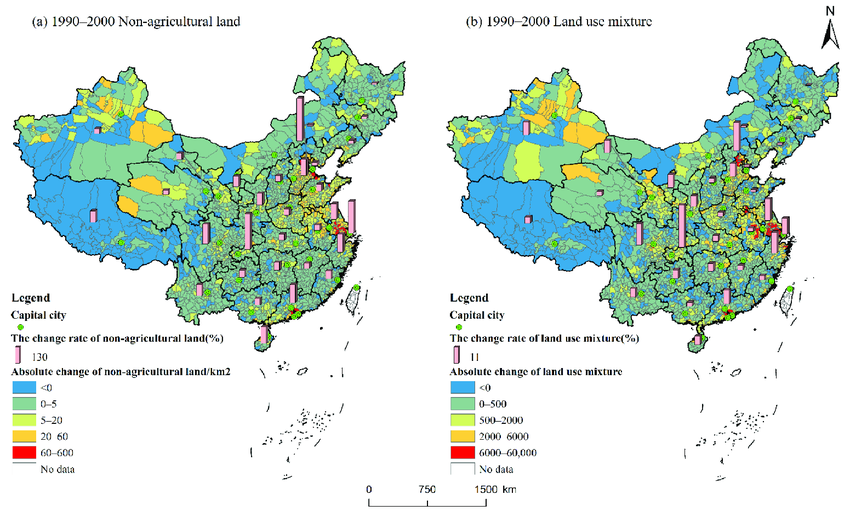 (a) 1990–2000 Non-agricultural land
(b) 1990–2000 Land use mixture
N
Legend
Capital city
The change rate of non-agricultural land(%)
130
Absolute change of non-agricultural land/km2
<0
0–5
5–20
20–60
60–600
No data
Legend
Capital city
The change rate of land use mixture(%)
11
Absolute change of land use mixture
<0
0–500
500–2000
2000–6000
6000–60,000
No data
0 750 1500 km